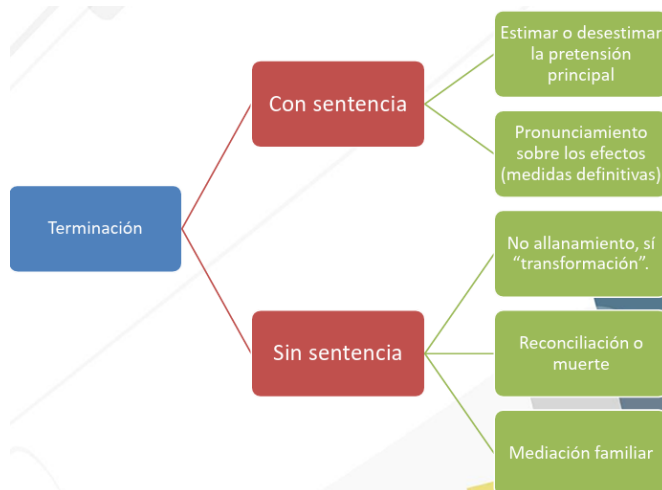 Terminación
Con sentencia
Estimar o desestimar
la pretensión
principal
Pronunciamiento
sobre los efectos
(medidas definitivas)
Sin sentencia
No allanamiento, sí
“transformación”.
Reconciliación o
muerte
Mediación familiar